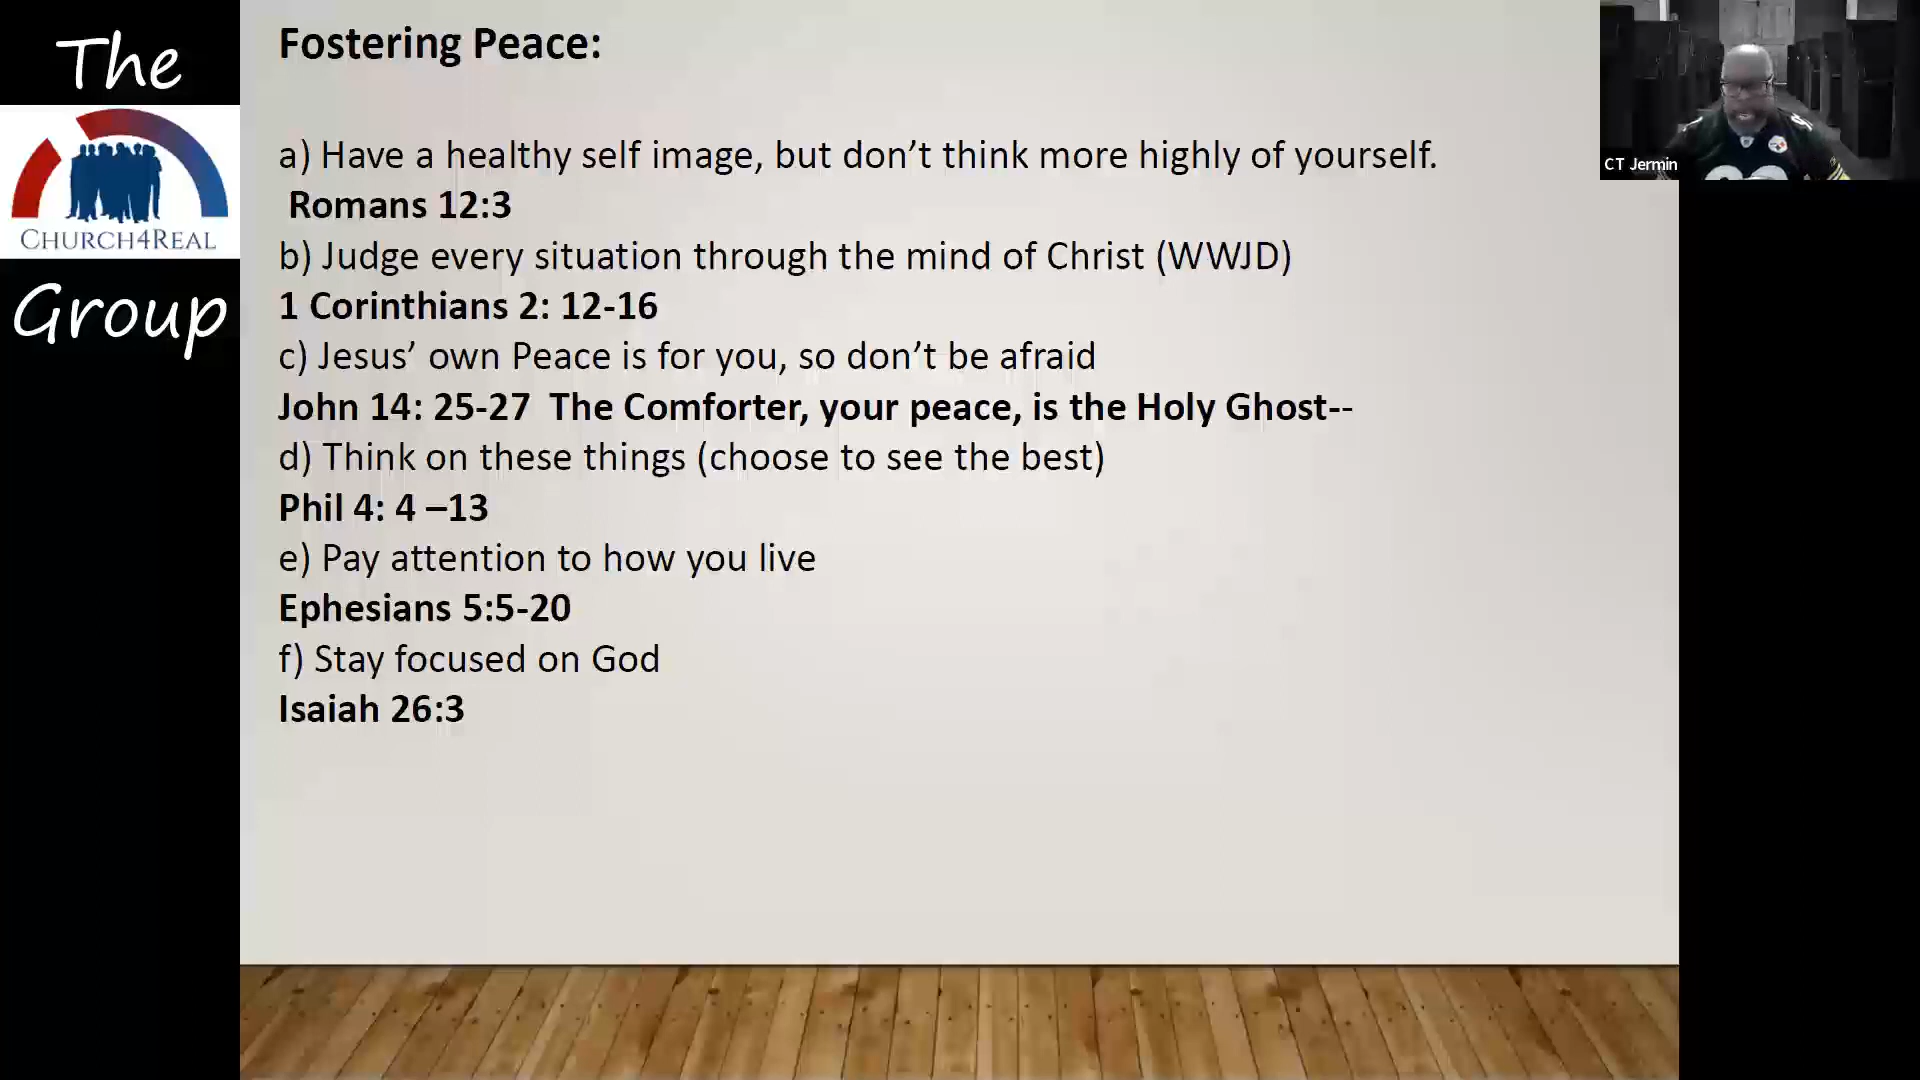 The
CHURCH4REAL
Group
Fostering Peace:
a) Have a healthy self image, but don’t think more highly of yourself.
Romans 12:3
b) Judge every situation through the mind of Christ (WWJD)
1 Corinthians 2: 12-16
c) Jesus’ own Peace is for you, so don’t be afraid
John 14: 25-27  The Comforter, your peace, is the Holy Ghost--
d) Think on these things (choose to see the best)
Phil 4: 4 –13
e) Pay attention to how you live
Ephesians 5:5-20
f) Stay focused on God
Isaiah 26:3
CT Jermin